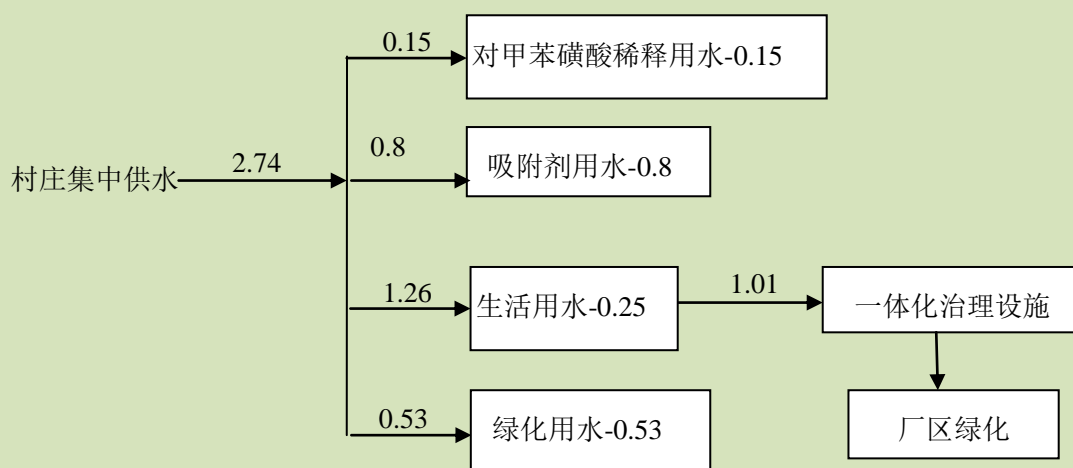 0.15
对甲苯磺酸稀释用水-0.15
村庄集中供水
2.74
0.8
吸附剂用水-0.8
1.26
生活用水-0.25
1.01
一体化治理设施
0.53
绿化用水-0.53
厂区绿化